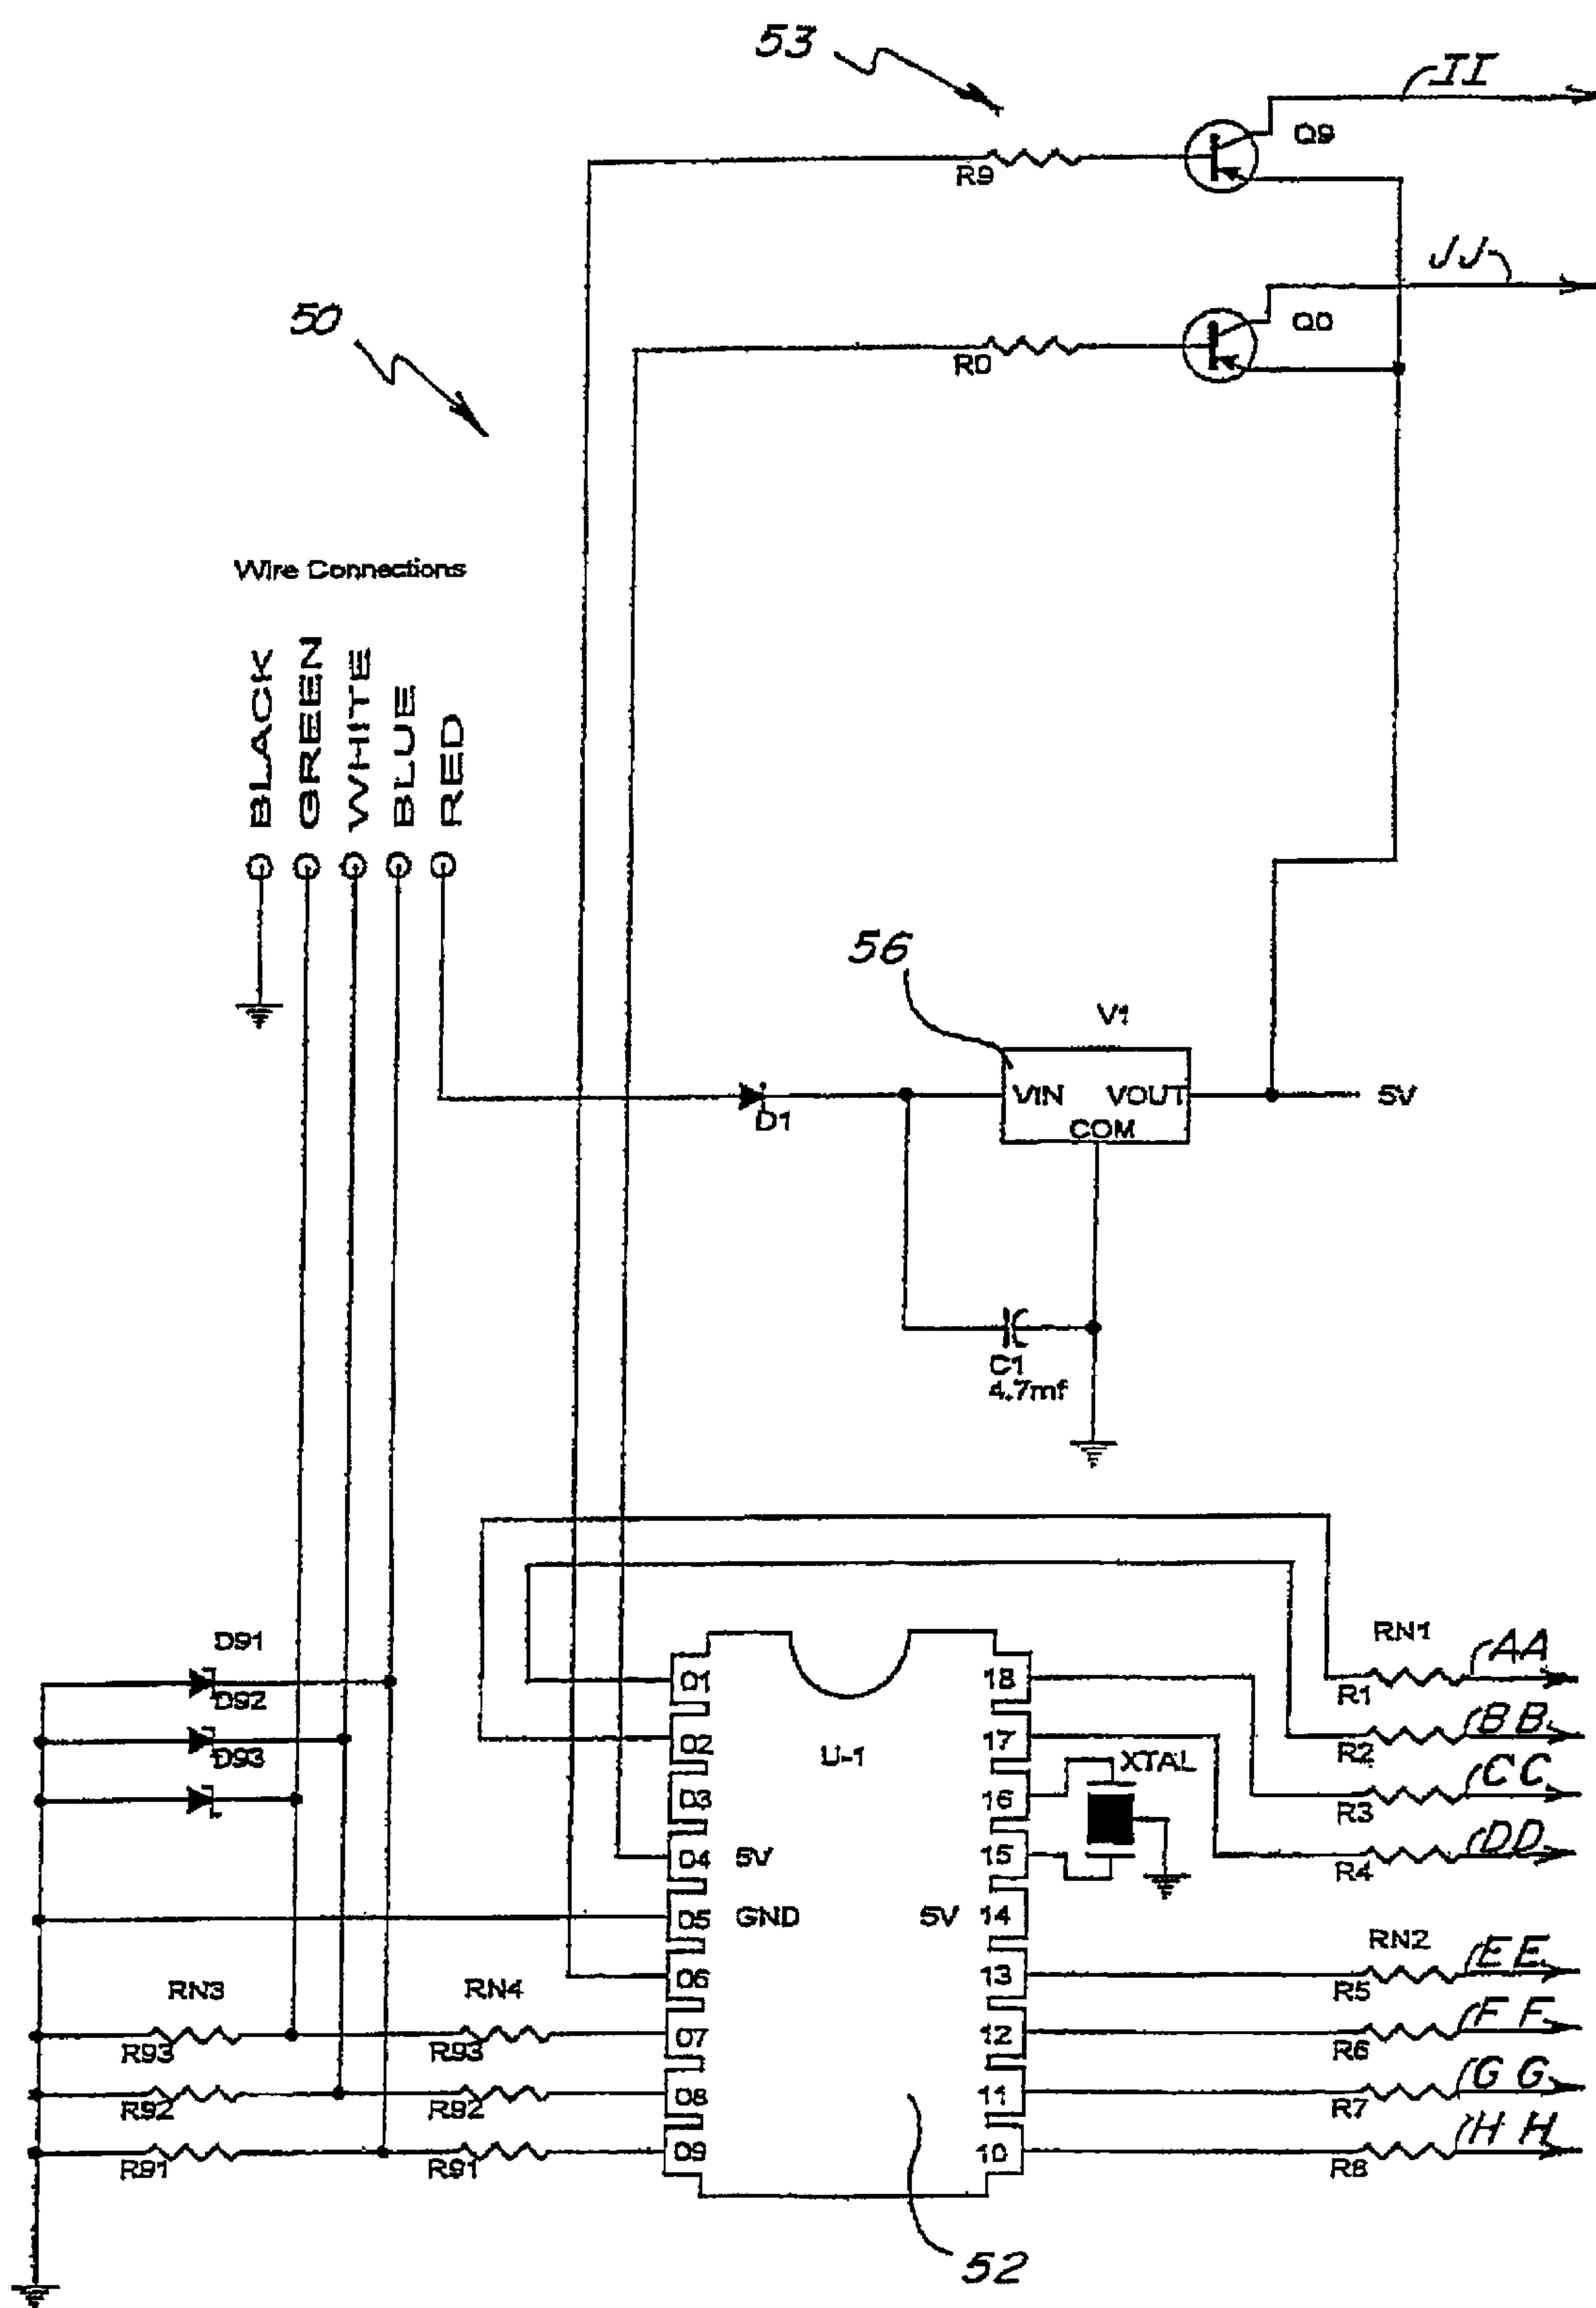 53
II
Q9
R9
JJ
50
Q0
R0
Wire Connections
BLACK
GREEN
WHITE
BLUE
RED
56
V1
VIN VOUT
COM
5V
D1
C1
4.7mf
D91
D92
D93
RN1
AA
R1
BB
R2
CC
R3
DD
R4
01
02
03
04 5V
05 GND
06
07
08
09
U-1
18
17
16
15
5V 14
13
12
11
10
XTAL
RN2
EE
R5
FF
R6
GG
R7
HH
R8
RN3
RN4
R93
R93
R92
R92
R91
R91
52